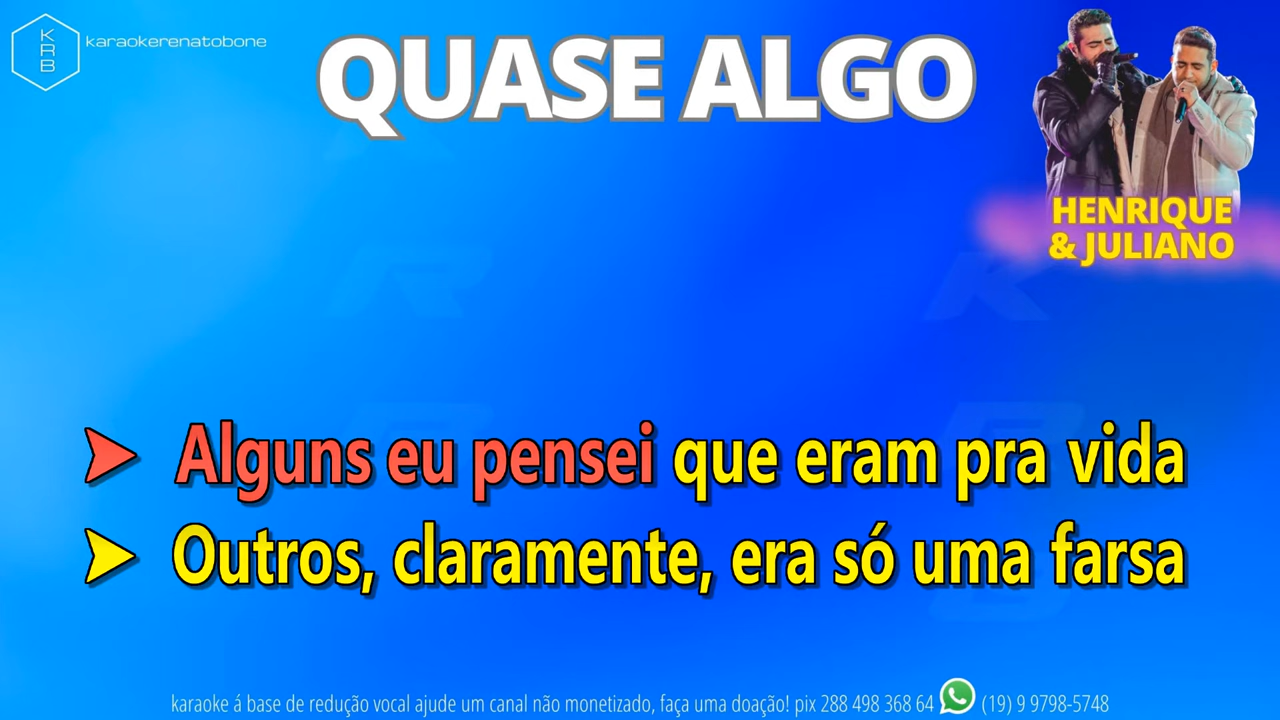 KRB
karaokerenatobone
QUASE ALGO
HENRIQUE
& JULIANO
Alguns eu pensei que eram pra vida
Outros, claramente, era só uma farsa
karaoke á base de redução vocal ajude um canal não monetizado, faça uma doação! pix 288 498 368 64 (19) 9 9798-5748